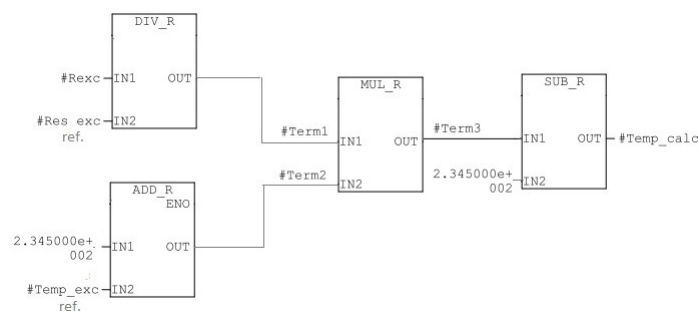 DIV_R
#Rexc IN1 OUT
#Res exc IN2
ref.
MUL_R
#Term1 IN1 OUT
#Term2 IN2
#Term3
SUB_R
IN1 OUT #Temp_calc
2.345000e+ IN2
002
ADD_R
ENO
2.345000e+ IN1 OUT
002
#Temp_exc IN2
ref.